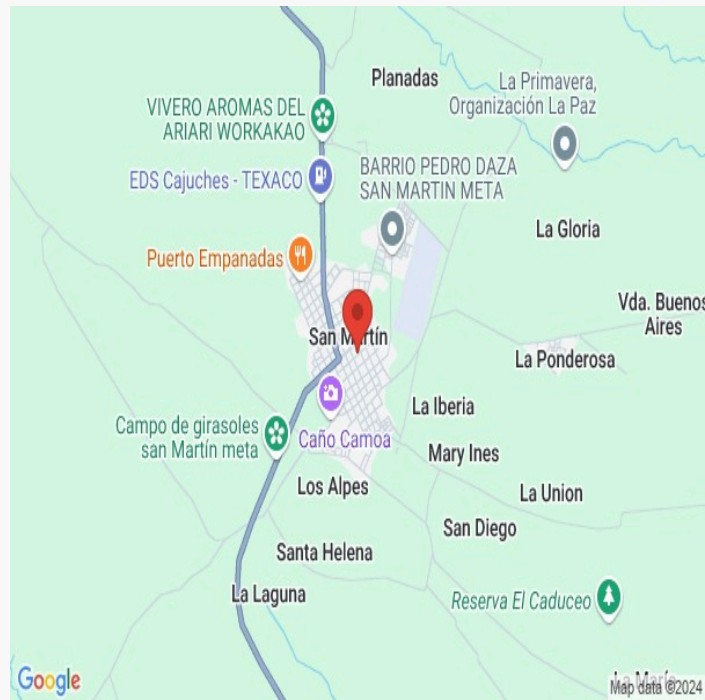 Planadas
La Primavera,
Organización La Paz
VIVERO AROMAS DEL
ARIARI WORKAKAO
EDS Cajuches - TEXACO
BARRIO PEDRO DAZA
SAN MARTIN META
La Gloria
Puerto Empanadas
Vda. Buenos
Aires
San Martín
La Ponderosa
La Iberia
Campo de girasoles
san Martín meta
Caño Camoa
Mary Ines
Los Alpes
La Union
San Diego
Santa Helena
La Laguna
Reserva El Caduceo
La María
Google
Map data ©2024